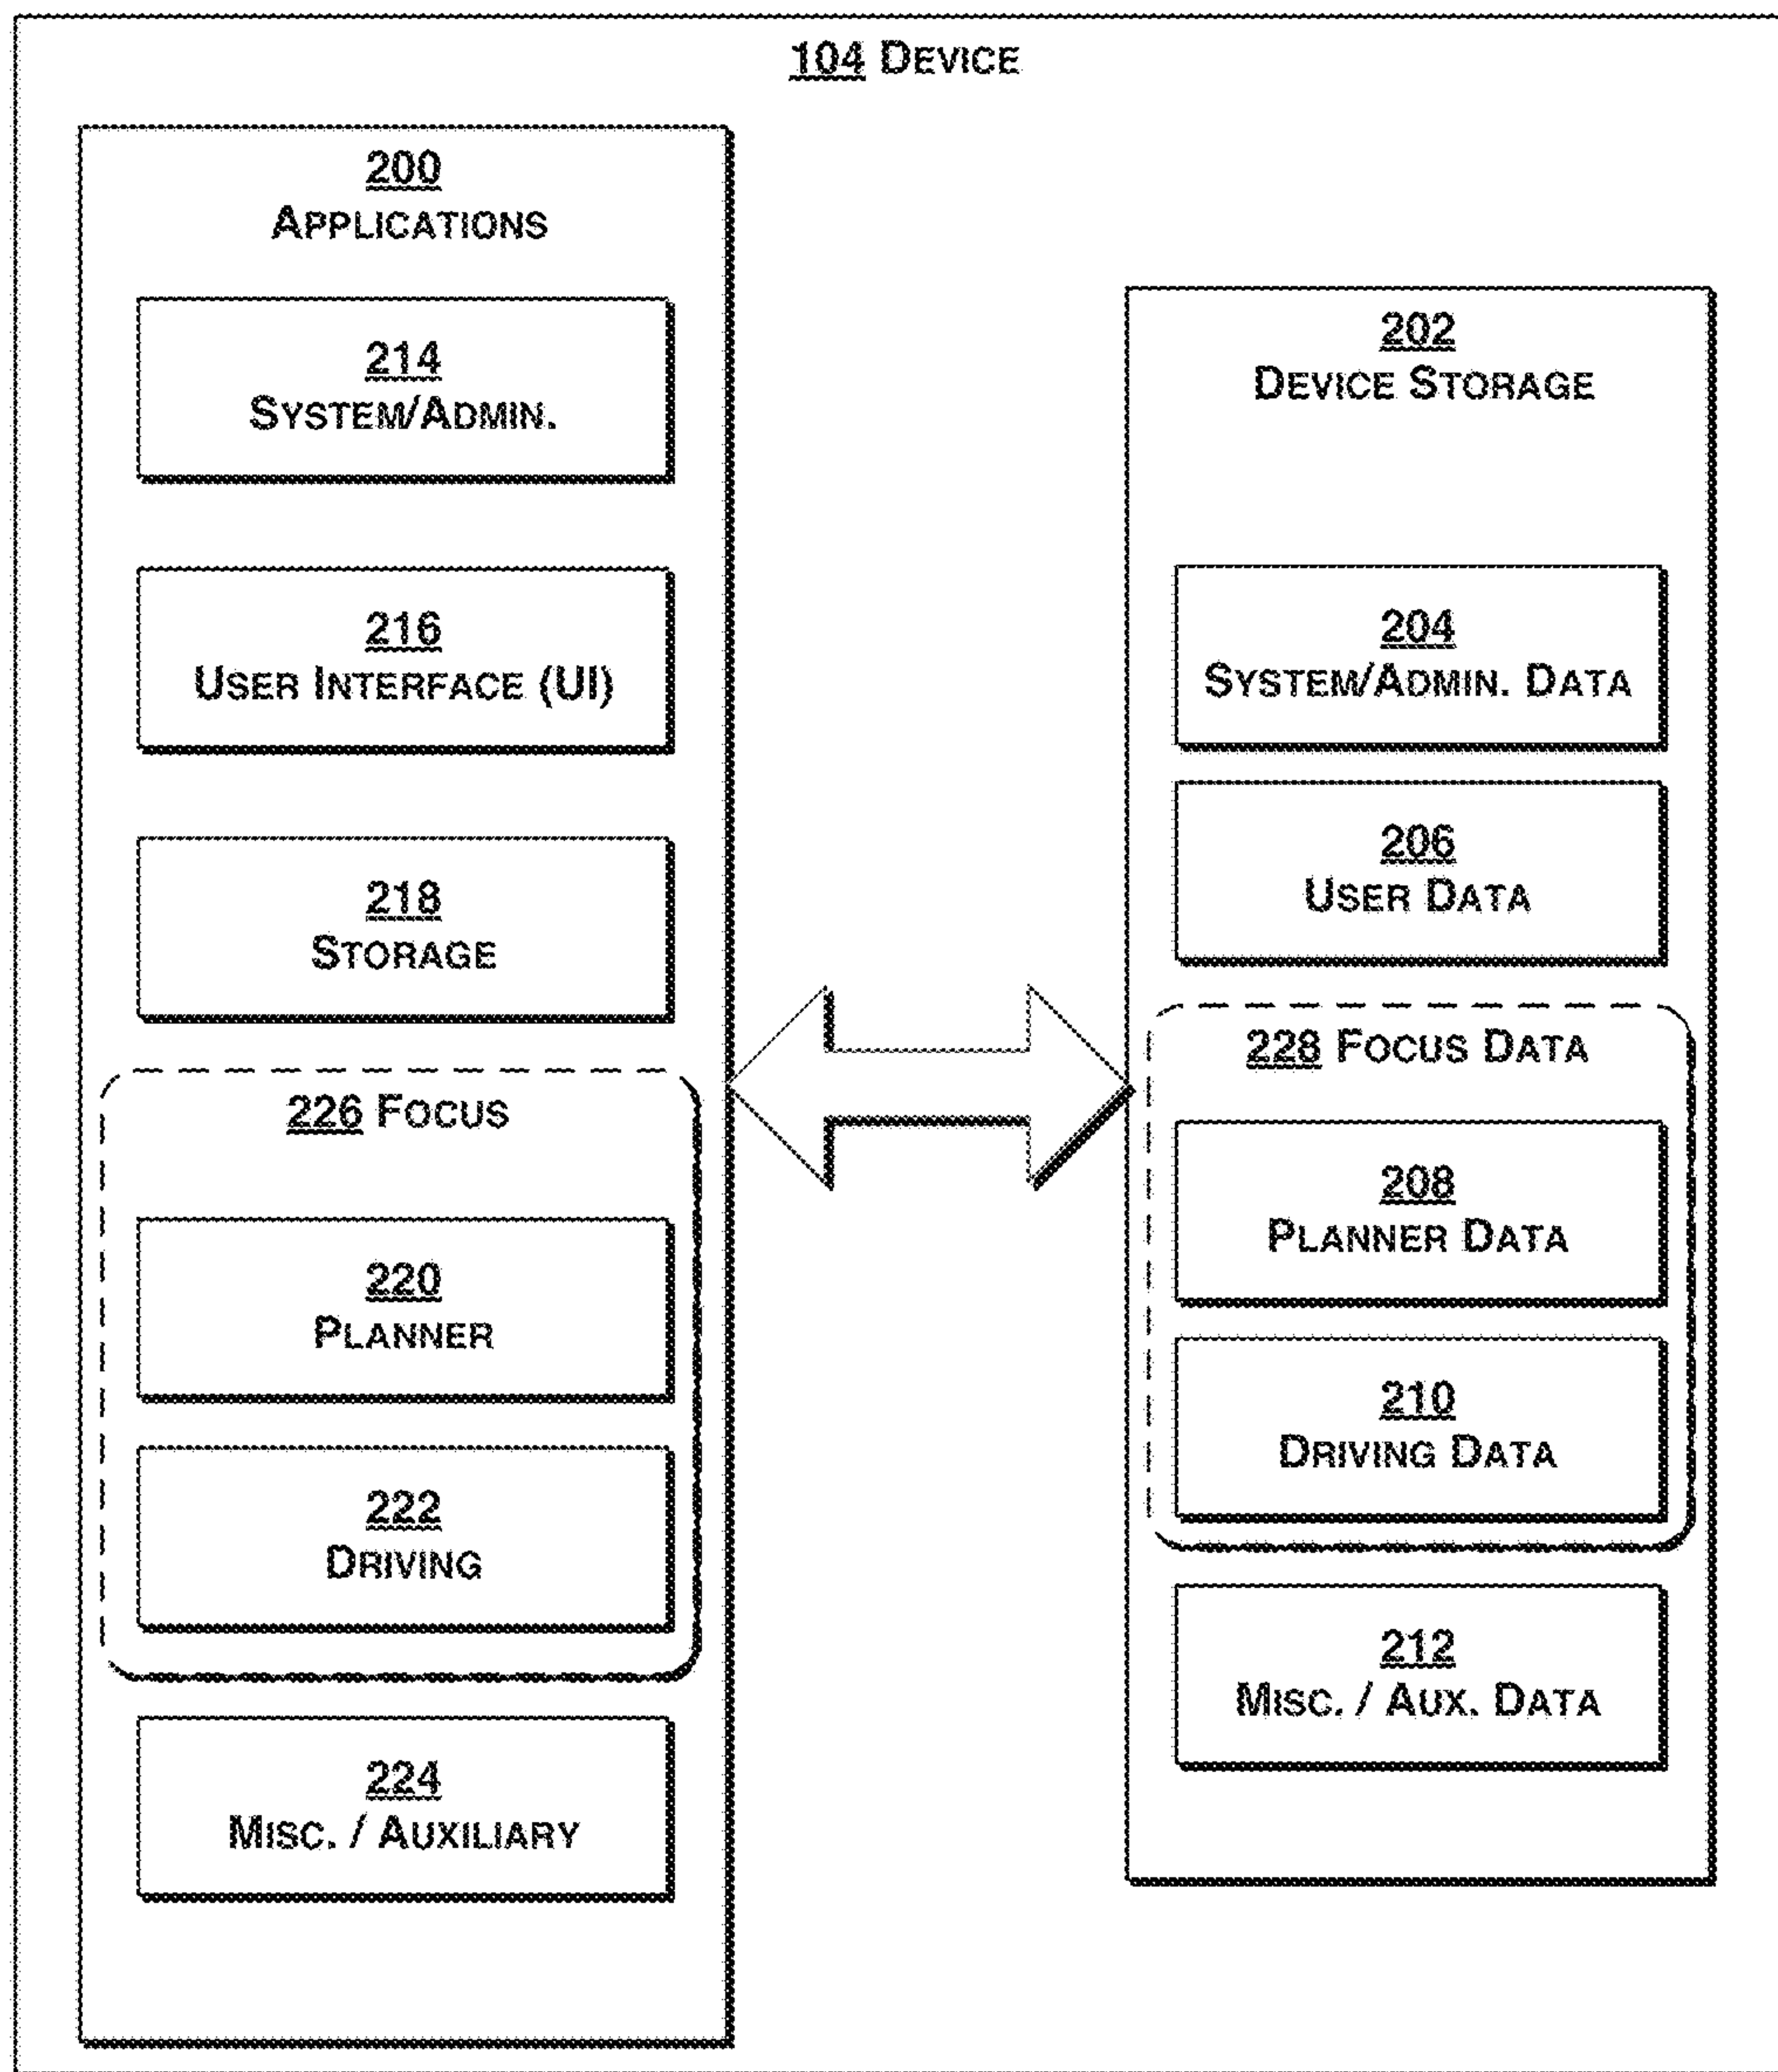 104 DEVICE
200
APPLICATIONS
214
SYSTEM/ADMIN.
216
USER INTERFACE (UI)
218
STORAGE
226 FOCUS
220
PLANNER
222
DRIVING
224
MISC. / AUXILIARY
202
DEVICE STORAGE
204
SYSTEM/ADMIN. DATA
206
USER DATA
228 FOCUS DATA
208
PLANNER DATA
210
DRIVING DATA
212
MISC. / AUX. DATA